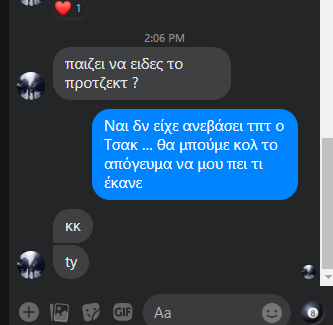 1
2:06 PM
παιζει να ειδες το
προτζεκτ ?
Ναι δν είχε ανεβάσει τπτ ο
Τσακ ... θα μπούμε κολ το
απόγευμα να μου πει τι
έκανε
κκ
ty
GIF
Aa
8